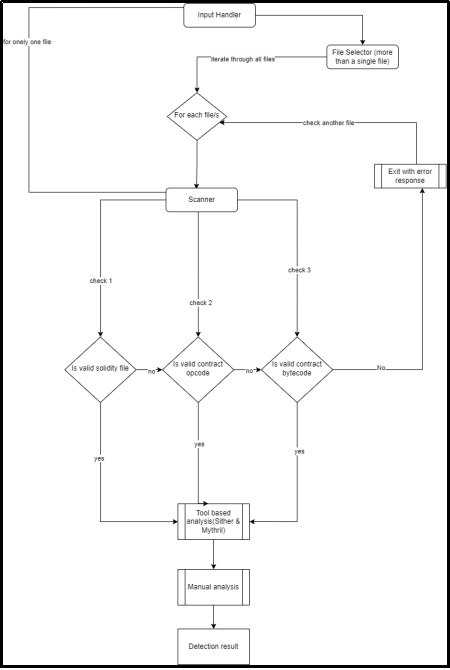 Input Handler
for onely one file
File Selector (more
than a single file)
iterate through all files
For each file/s
check another file
Exit with error
response
Scanner
check 1
check 2
check 3
Is valid solidity file
no
Is valid contract
opcode
no
Is valid contract
bytecode
No
yes
yes
yes
Tool based
analysis(Sither &
Mythril)
Manual analysis
Detection result